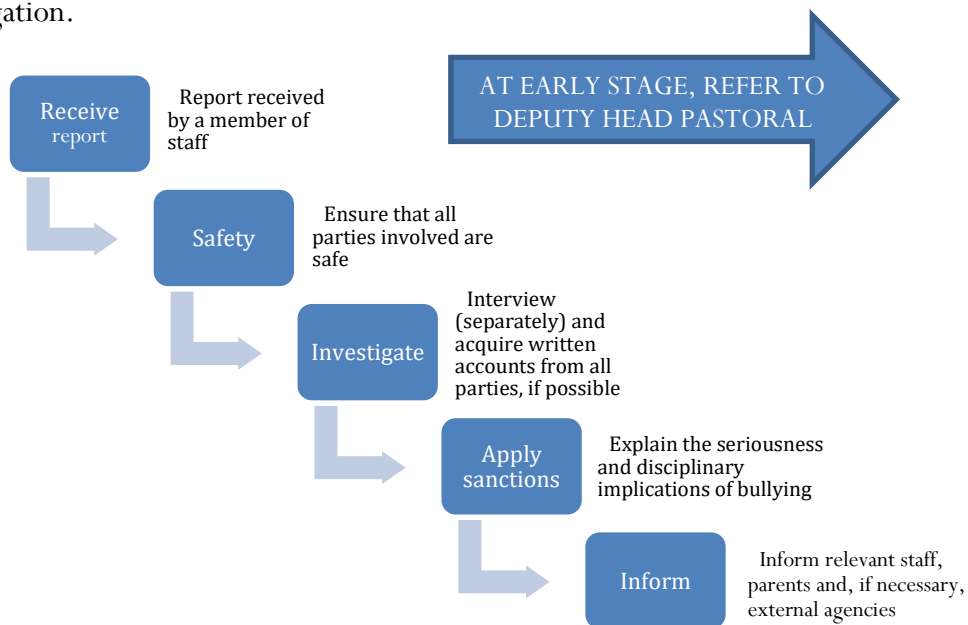 gation.
AT EARLY STAGE, REFER TO
DEPUTY HEAD PASTORAL
Receive
report
Report received
by a member of
staff
Safety
Ensure that all
parties involved are
safe
Investigate
Interview
(separately) and
acquire written
accounts from all
parties, if possible
Apply
sanctions
Explain the seriousness
and disciplinary
implications of bullying
Inform
Inform relevant staff,
parents and, if necessary,
external agencies